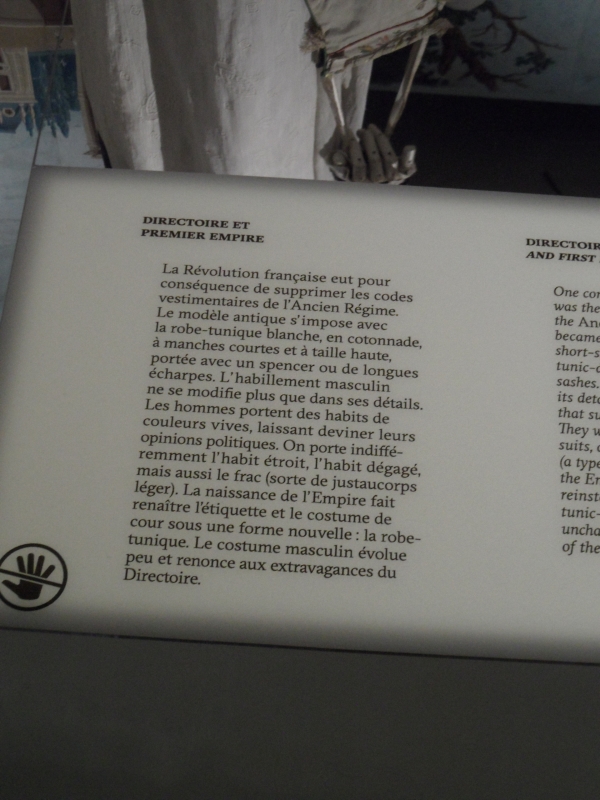 DIRECTOIRE ET
PREMIER EMPIRE
La Révolution française eut pour
conséquence de supprimer les codes
vestimentaires de l'Ancien Régime.
Le modèle antique s'impose avec
la robe-tunique blanche, en cotonnade,
à manches courtes et à taille haute,
portée avec un spencer ou de longues
écharpes. L'habillement masculin
ne se modifie plus que dans ses détails.
Les hommes portent des habits de
couleurs vives, laissant deviner leurs
opinions politiques. On porte indiffé-
remment l'habit étroit, l'habit dégagé,
mais aussi le frac (sorte de justaucorps
léger). La naissance de l'Empire fait
renaître l'étiquette et le costume de
cour sous une forme nouvelle : la robe-
tunique. Le costume masculin évolue
peu et renonce aux extravagances du
Directoire.
DIRECTOIR
AND FIRST
One con
was the
the An
became
short-s
tunic-
sashes.
its deta
that su
They w
suits,
(a type
the Em
reinst
tunic-
uncha
of the